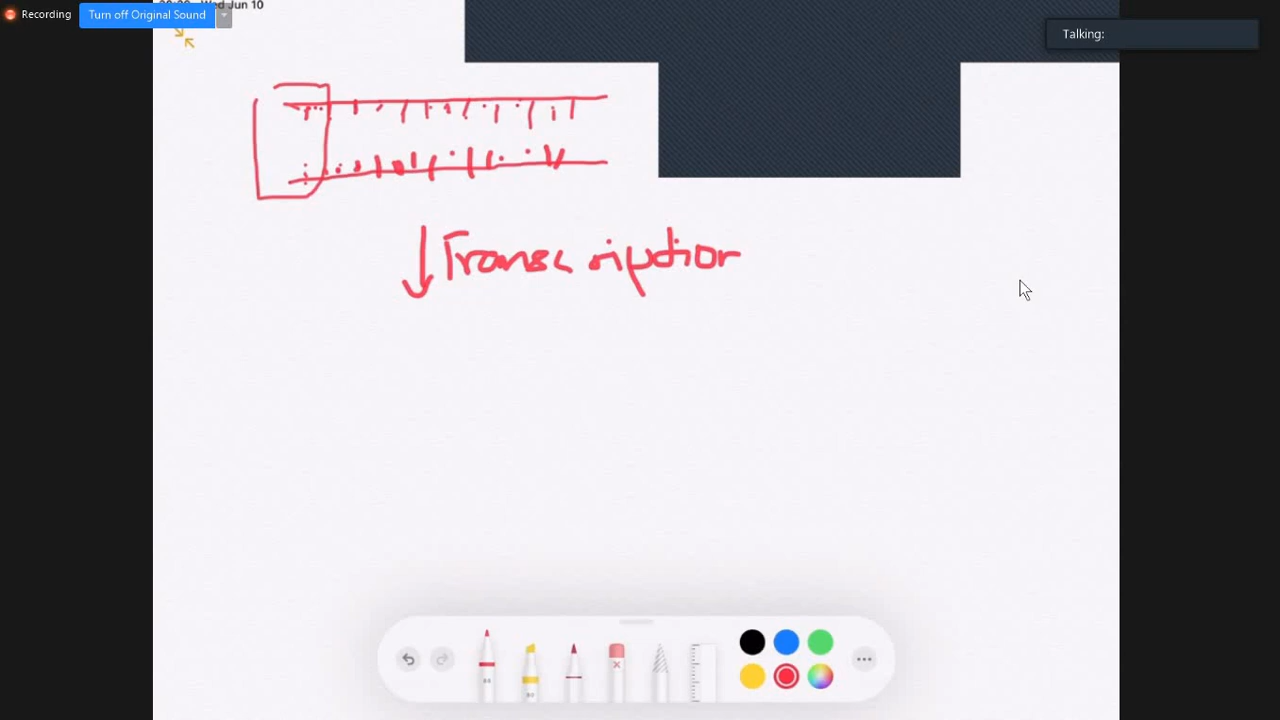 Recording
Turn off Original Sound
Wed Jun 10
Talking:
Transcription